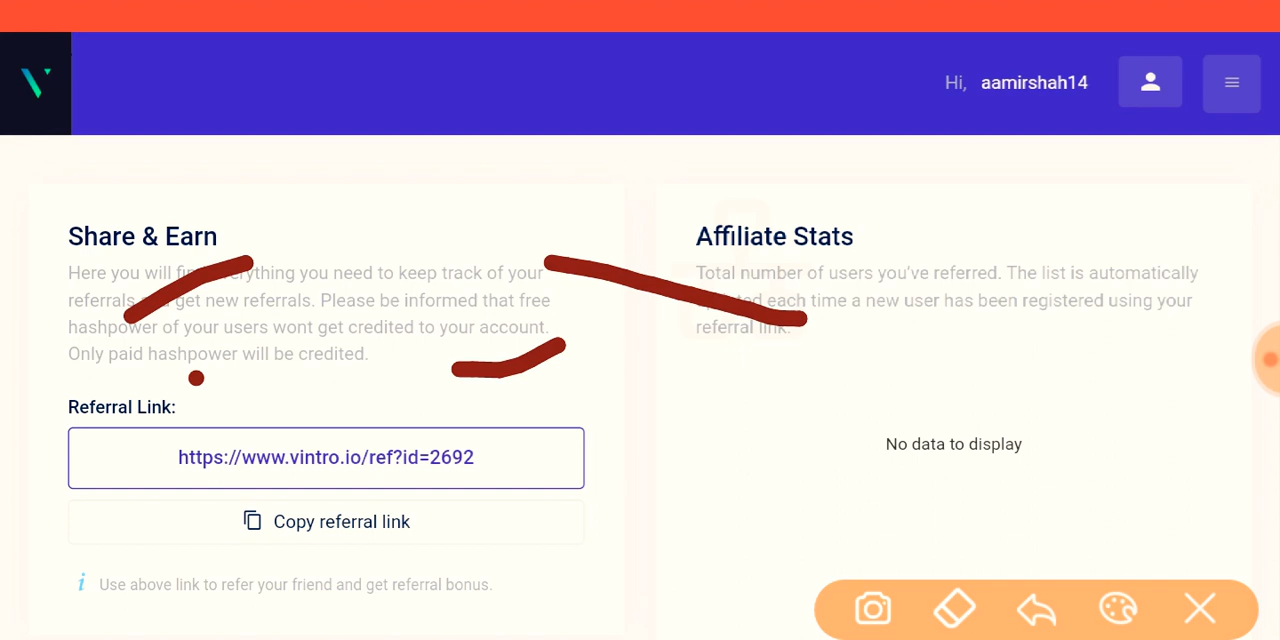 Hi, aamirshah14
Share & Earn
Here you will find everything you need to keep track of your
referrals and get new referrals. Please be informed that free
hashpower of your users wont get credited to your account.
Only paid hashpower will be credited.
Referral Link:
https://www.vintro.io/ref?id=2692
Copy referral link
i Use above link to refer your friend and get referral bonus.
Affiliate Stats
Total number of users you've referred. The list is automatically
updated each time a new user has been registered using your
referral link.
No data to display